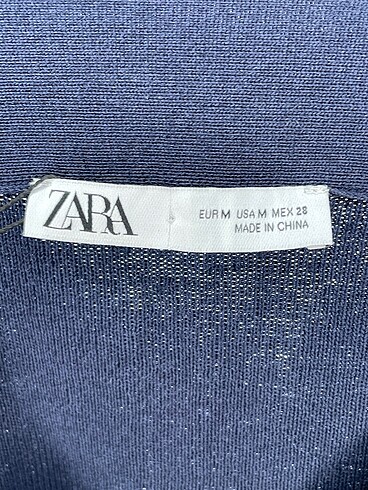 ZARA
EUR M USA M MEX 28
MADE IN CHINA